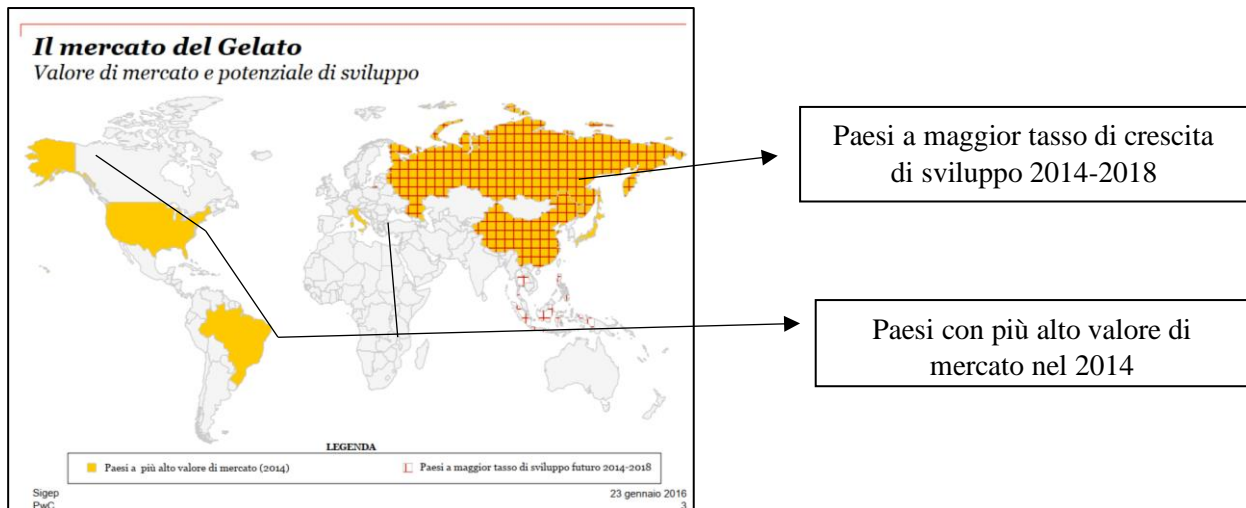 Il mercato del Gelato
Valore di mercato e potenziale di sviluppo
Paesi a maggior tasso di crescita
di sviluppo 2014-2018
Paesi con più alto valore di
mercato nel 2014
LEGENDA
Paesi a più alto valore di mercato (2014)
Paesi a maggior tasso di sviluppo futuro 2014-2018
Sigep
23 gennaio 2016
PwC
3